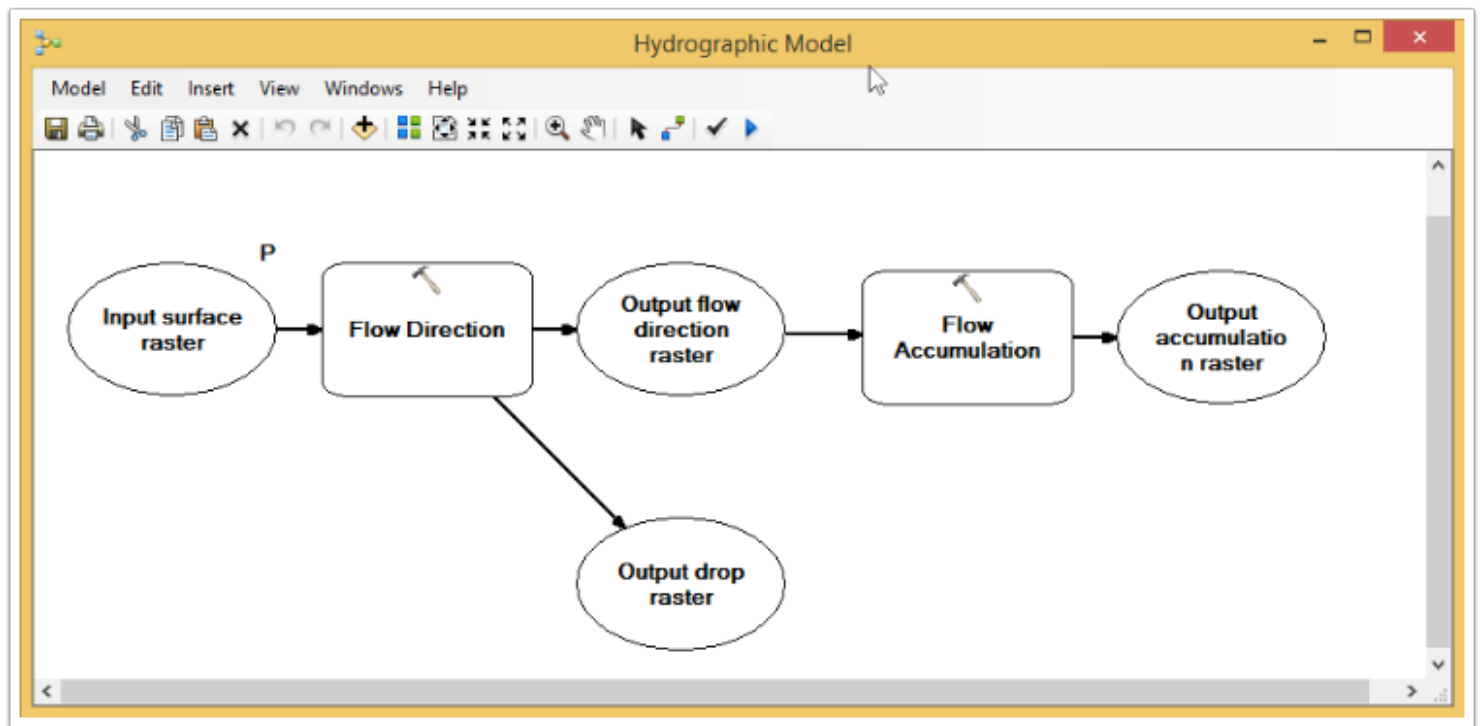 Hydrographic Model
Model Edit Insert View Windows Help
P
Input surface
raster
Flow Direction
Output flow
direction
raster
Flow
Accumulation
Output
accumulatio
n raster
Output drop
raster